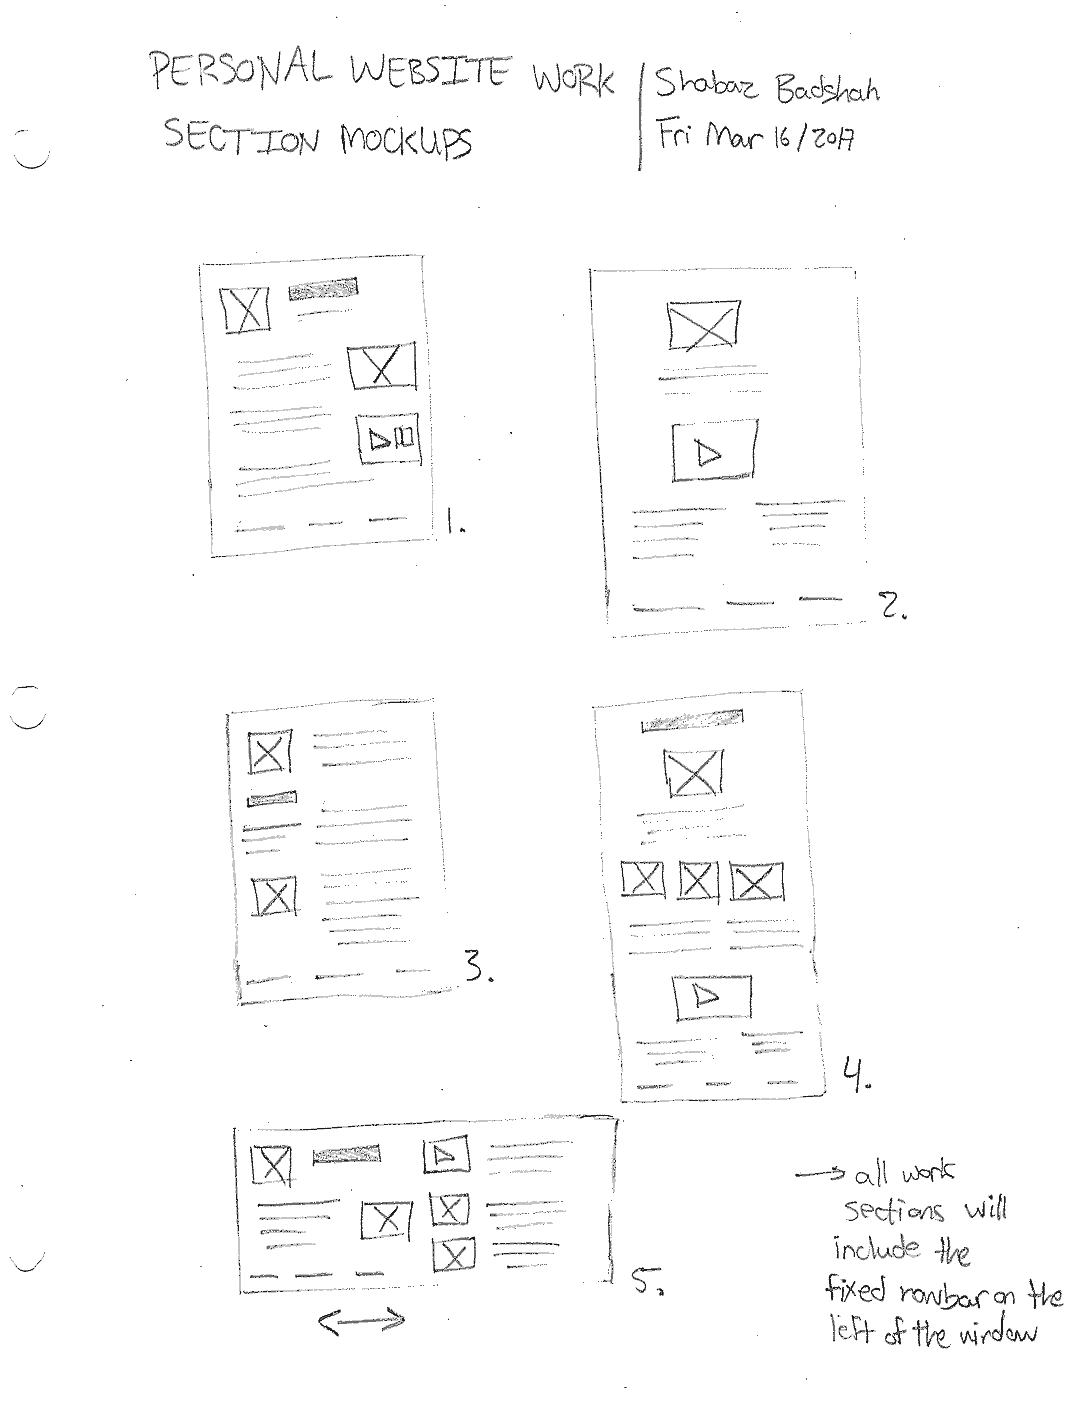 PERSONAL WEBSITE WORK
SECTION MOCKUPS
Shabaz Badshah
Fri Mar 16/2017
1.
2.
3.
4.
5.
→ all work
sections will
include the
fixed navbar on the
left of the window